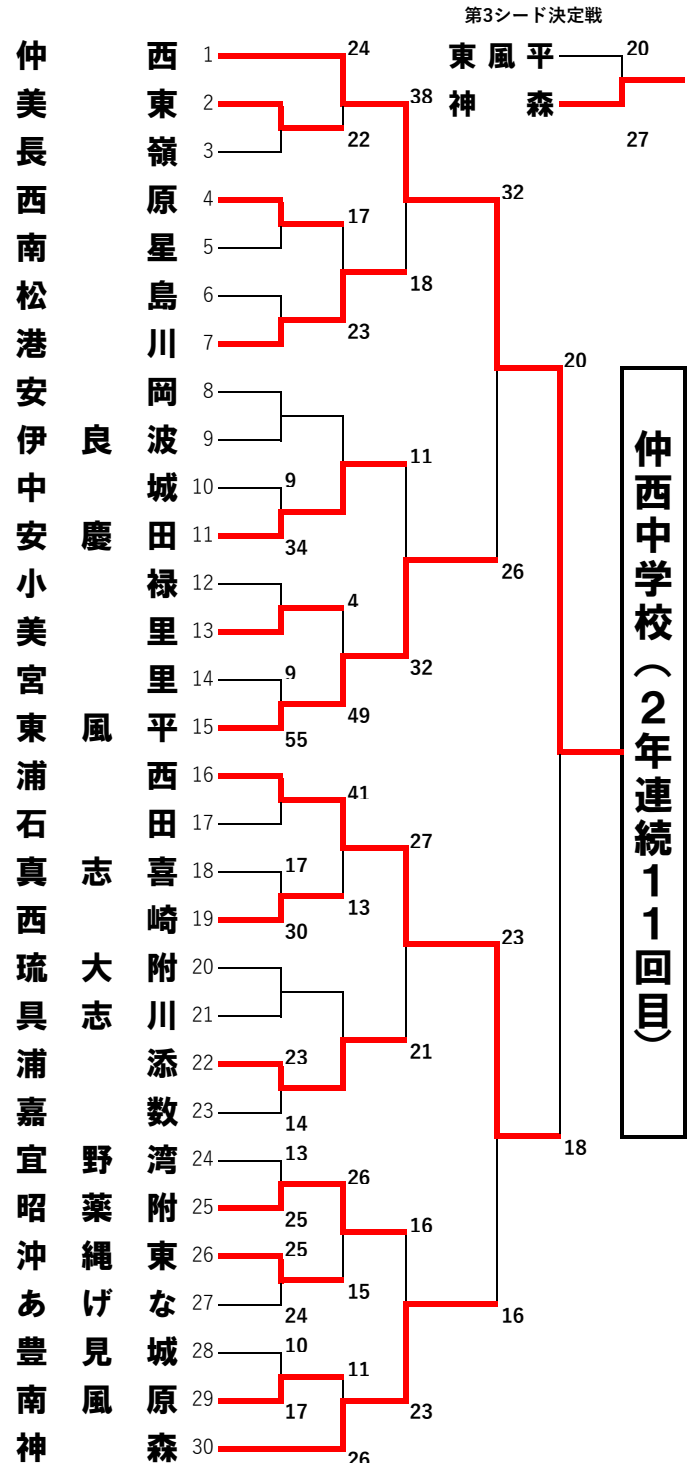 第3シード決定戦
東風平 20
神森 27
仲西 1 24
美東 2 38
長嶺 3 22
西原 4 32
17
南星 5
松島 6 18
港川 7 23
20
安岡 8
伊良波 9 11
中城 10 9
安慶田 11 34
小禄 12 26
4
美里 13
宮里 14 9 32
東風平 15 55 49
浦西 16 41
石田 17 27
真志喜 18 17
西崎 19 30 13
23
琉大附 20
具志川 21
浦添 22 23 21
嘉数 23 14
宜野湾 24 13 18
26
昭薬附 25 25 16
沖縄東 26 25
あげな 27 24 15
16
豊見城 28 10
11
南風原 29 17 23
神森 30 26
仲西中学校(2年連続11回目)